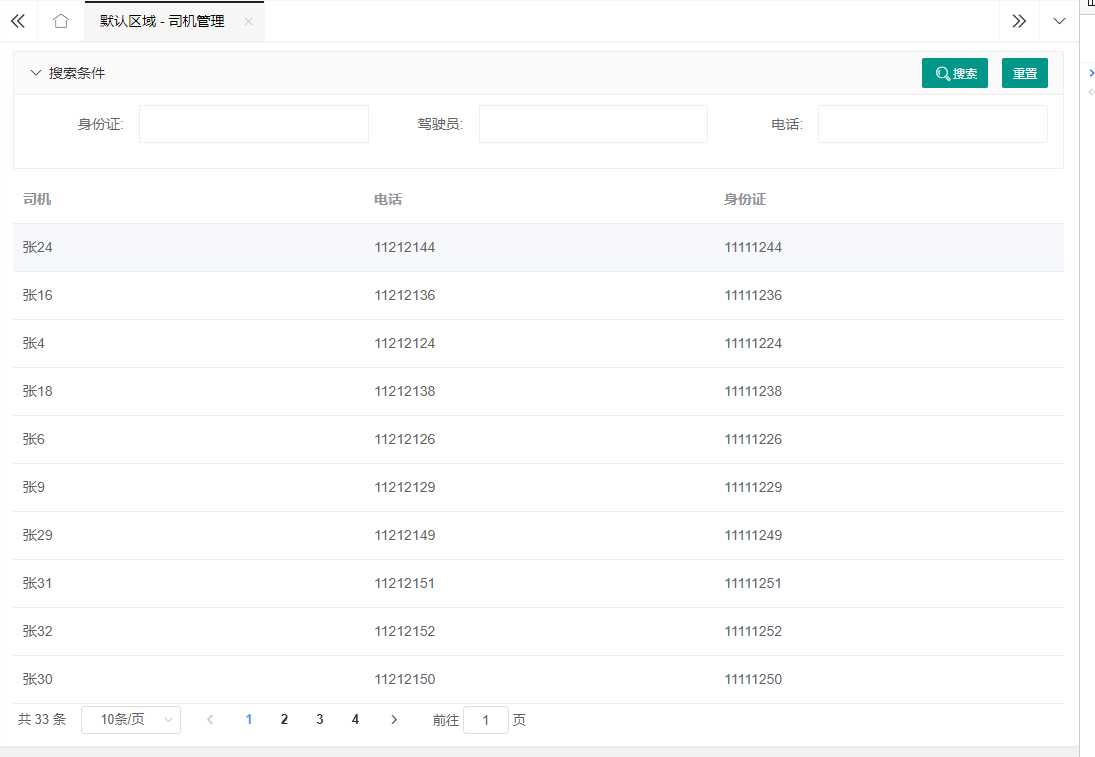 默认区域 - 司机管理
搜索条件 搜索 重置
身份证: 驾驶员: 电话:
司机 电话 身份证
张24 11212144 11111244
张16 11212136 11111236
张4 11212124 11111224
张18 11212138 11111238
张6 11212126 11111226
张9 11212129 11111229
张29 11212149 11111249
张31 11212151 11111251
张32 11212152 11111252
张30 11212150 11111250
共 33 条 10条/页 1 2 3 4 前往 1 页